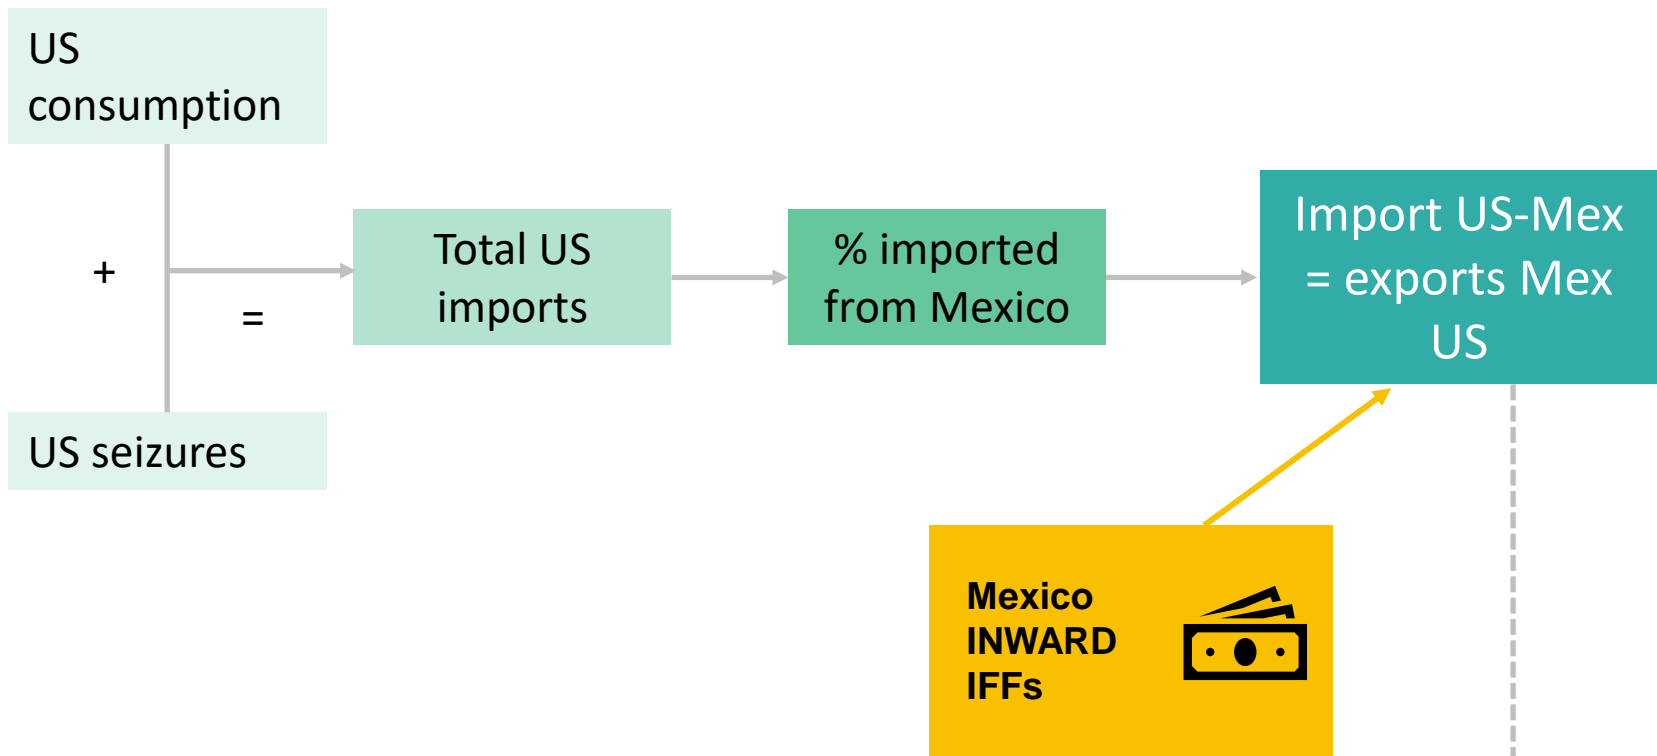 US
consumption
+
=
US seizures
Total US
imports
% imported
from Mexico
Import US-Mex
= exports Mex
US
Mexico
INWARD
IFFs